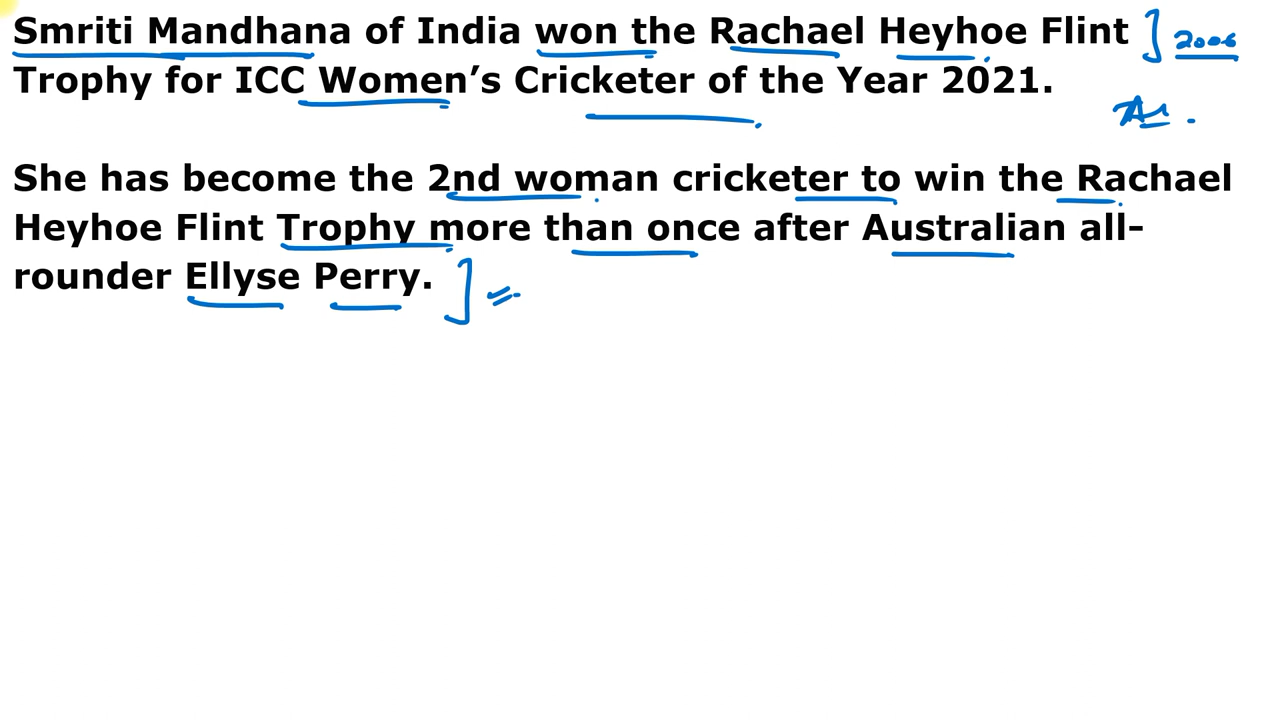 Smriti Mandhana of India won the Rachael Heyhoe Flint
2006
Trophy for ICC Women’s Cricketer of the Year 2021.
She has become the 2nd woman cricketer to win the Rachael
Heyhoe Flint Trophy more than once after Australian all-
rounder Ellyse Perry.